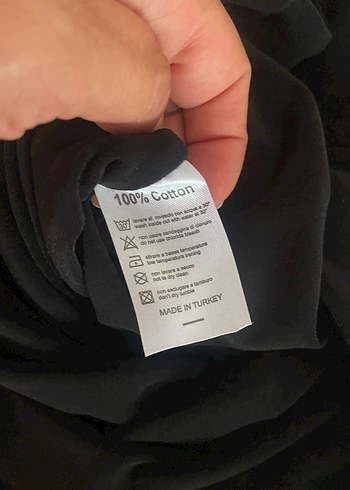 100% Cotton
lavare al rovescio con acqua a 30°
wash inside out with water at 30°
non usare candeggina di cloruro
do not use chloride bleach
stirare a bassa temperatura
low temperature ironing
non lavare a secco
not to dry clean
non asciugare a tamburo
don't dry tumble
MADE IN TURKEY